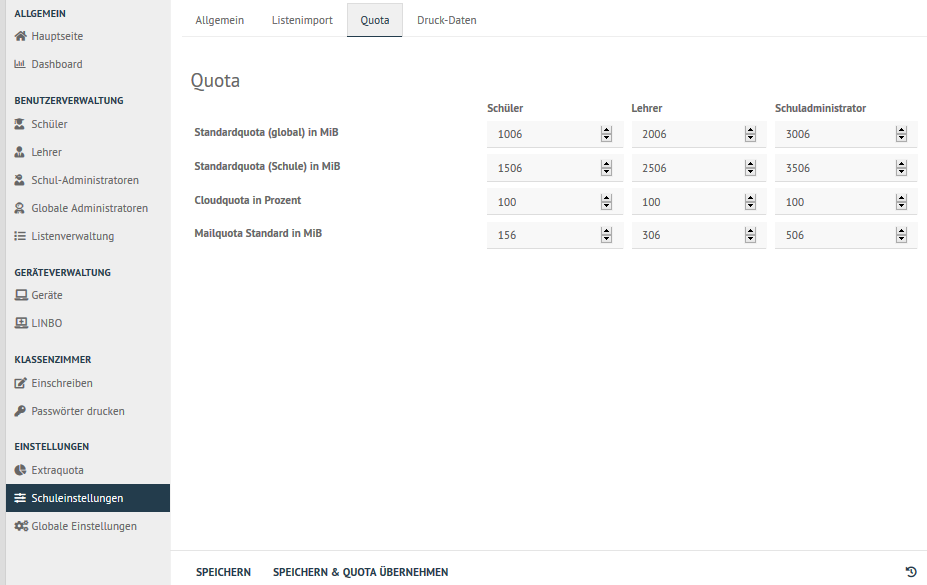 ALLGEMEIN
Hauptseite
Dashboard
BENUTZERVERWALTUNG
Schüler
Lehrer
Schul-Administratoren
Globale Administratoren
Listenverwaltung
GERÄTEVERWALTUNG
Geräte
LINBO
KLASSENZIMMER
Einschreiben
Passwörter drucken
EINSTELLUNGEN
Extraquota
Schuleinstellungen
Globale Einstellungen
Allgemein Listenimport Quota Druck-Daten
Quota
Schüler Lehrer Schuladministrator
Standardquota (global) in MiB 1006 2006 3006
Standardquota (Schule) in MiB 1506 2506 3506
Cloudquota in Prozent 100 100 100
Mailquota Standard in MiB 156 306 506
SPEICHERN SPEICHERN & QUOTA ÜBERNEHMEN